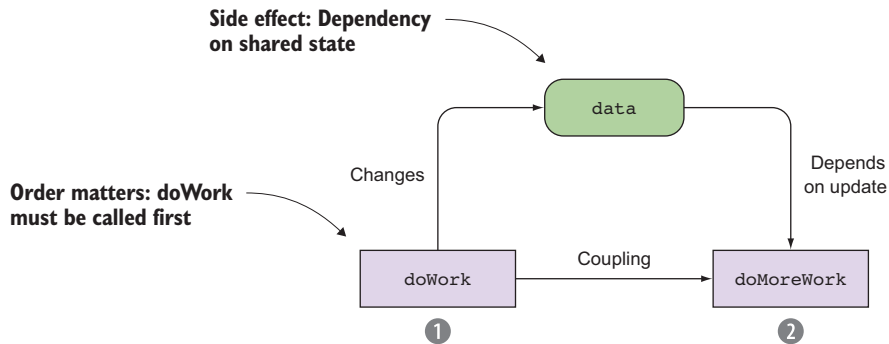 Side effect: Dependency
on shared state
data
Changes
Depends
on update
Order matters: doWork
must be called first
Coupling
doWork
doMoreWork
1
2